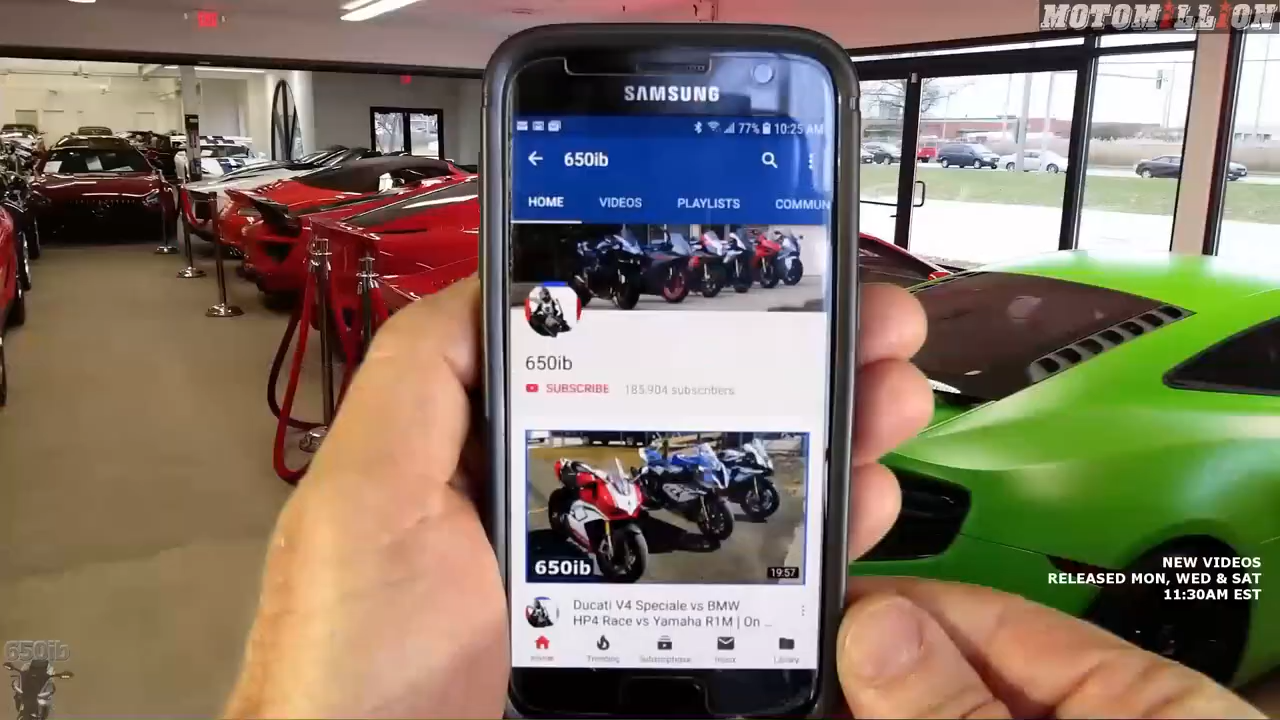 MOTOMILLION
SAMSUNG
77% 10:25 AM
650ib
HOME VIDEOS PLAYLISTS COMMUN
650ib
SUBSCRIBE 185,904 subscribers
650ib
19:57
Ducati V4 Speciale vs BMW
HP4 Race vs Yamaha R1M | On ...
Home Trending Subscriptions Inbox Library
NEW VIDEOS
RELEASED MON, WED & SAT
11:30AM EST
650ib